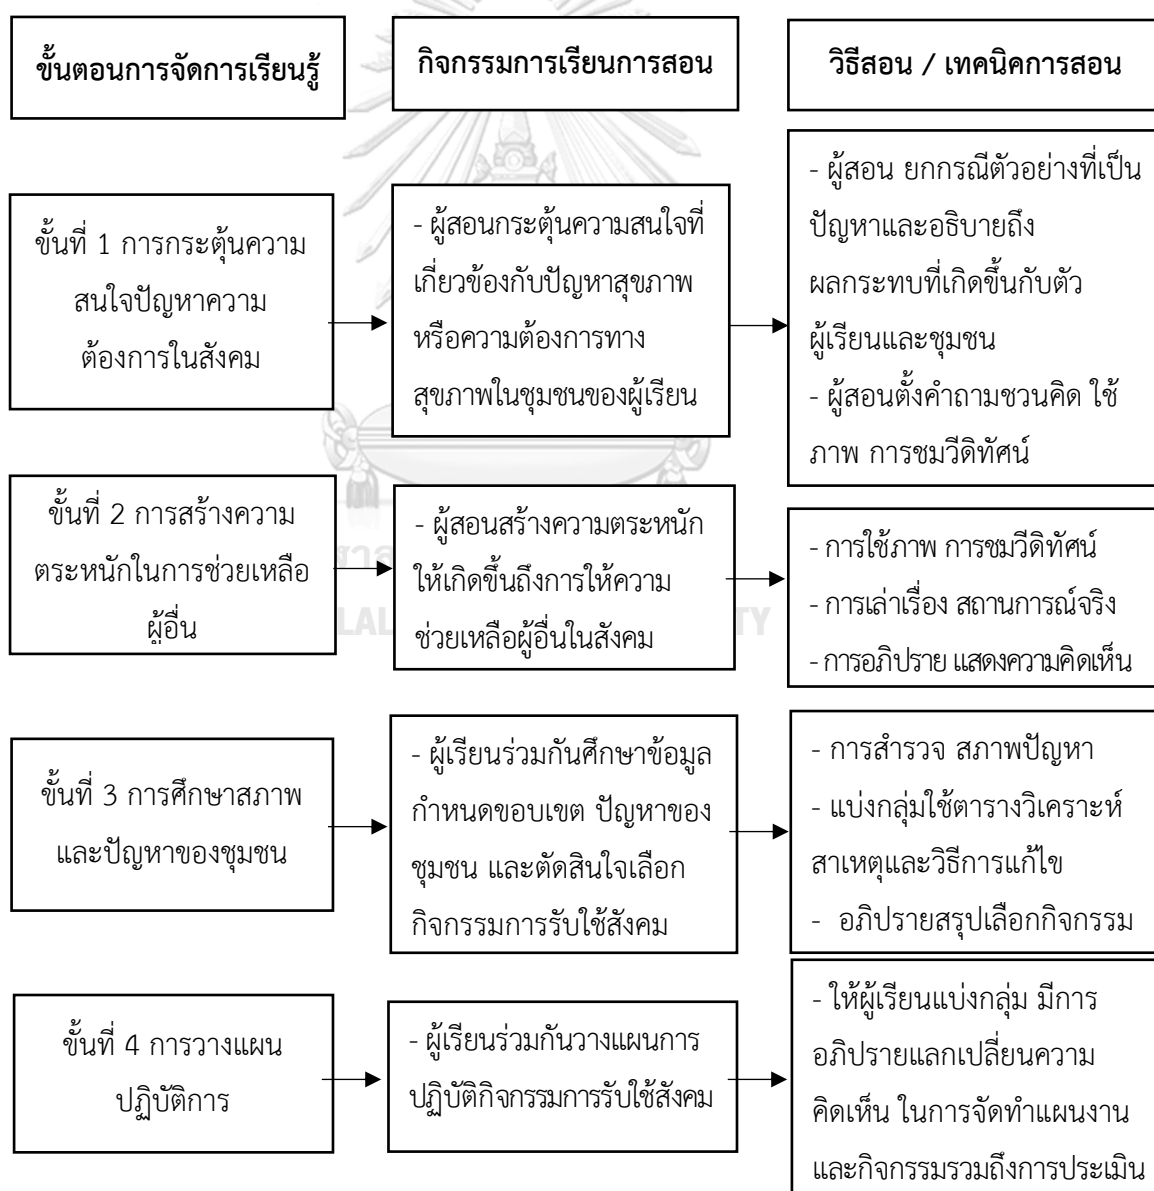 ขั้นตอนการจัดการเรียนรู้
กิจกรรมการเรียนการสอน
วิธีสอน / เทคนิคการสอน
ขั้นที่ 1 การกระตุ้นความ
สนใจปัญหาความ
ต้องการในสังคม
- ผู้สอนกระตุ้นความสนใจที่
เกี่ยวข้องกับปัญหาสุขภาพ
หรือความต้องการทาง
สุขภาพในชุมชนของผู้เรียน
- ผู้สอน ยกกรณีตัวอย่างที่เป็น
ปัญหาและอธิบายถึง
ผลกระทบที่เกิดขึ้นกับตัว
ผู้เรียนและชุมชน
- ผู้สอนตั้งคำถามชวนคิด ใช้
ภาพ การชมวีดิทัศน์
ขั้นที่ 2 การสร้างความ
ตระหนักในการช่วยเหลือ
ผู้อื่น
- ผู้สอนสร้างความตระหนัก
ให้เกิดขึ้นถึงการให้ความ
ช่วยเหลือผู้อื่นในสังคม
- การใช้ภาพ การชมวีดิทัศน์
- การเล่าเรื่อง สถานการณ์จริง
- การอภิปราย แสดงความคิดเห็น
ขั้นที่ 3 การศึกษาสภาพ
และปัญหาของชุมชน
- ผู้เรียนร่วมกันศึกษาข้อมูล
กำหนดขอบเขต ปัญหาของ
ชุมชน และตัดสินใจเลือก
กิจกรรมการรับใช้สังคม
- การสำรวจ สภาพปัญหา
- แบ่งกลุ่มใช้ตารางวิเคราะห์
สาเหตุและวิธีการแก้ไข
- อภิปรายสรุปเลือกกิจกรรม
ขั้นที่ 4 การวางแผน
ปฏิบัติการ
- ผู้เรียนร่วมกันวางแผนการ
ปฏิบัติกิจกรรมการรับใช้สังคม
- ให้ผู้เรียนแบ่งกลุ่ม มีการ
อภิปรายแลกเปลี่ยนความ
คิดเห็น ในการจัดทำแผนงาน
และกิจกรรมรวมถึงการประเมิน